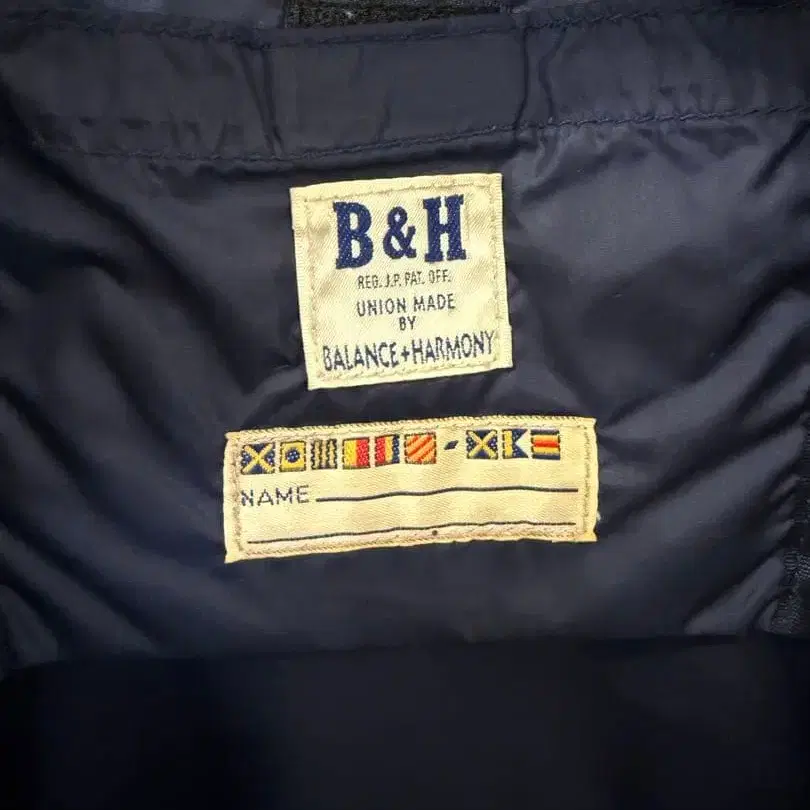 B&H
REG. J.P. PAT. OFF.
UNION MADE
BY
BALANCE+HARMONY
NAME